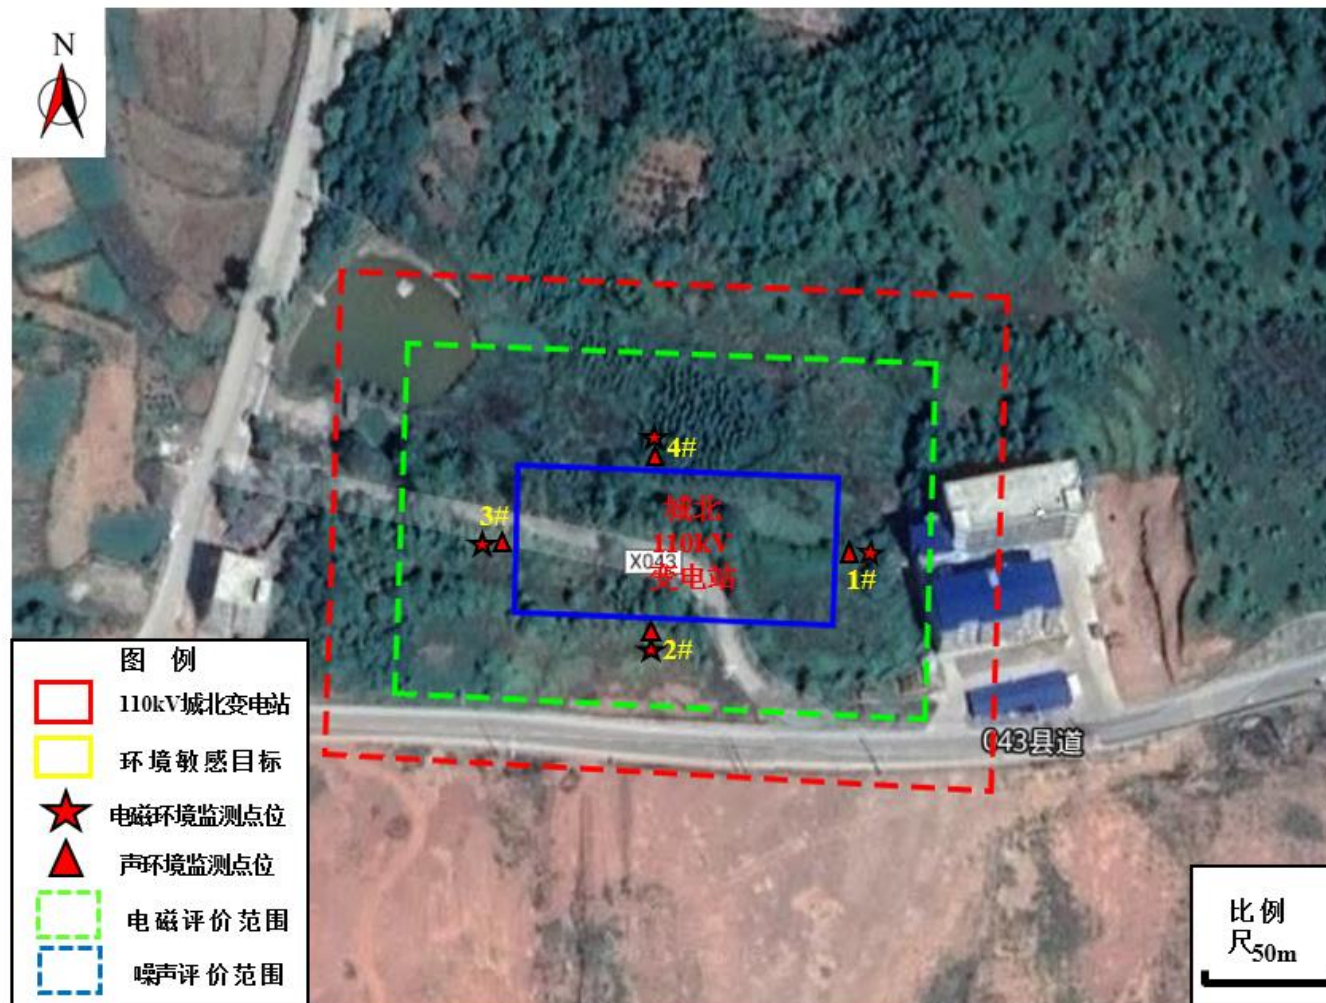 N
4#
3#
城北
110kV
变电站
X043
1#
2#
043县道
图 例
110kV城北变电站
环境敏感目标
电磁环境监测点位
声环境监测点位
电磁评价范围
噪声评价范围
比例
尺50m